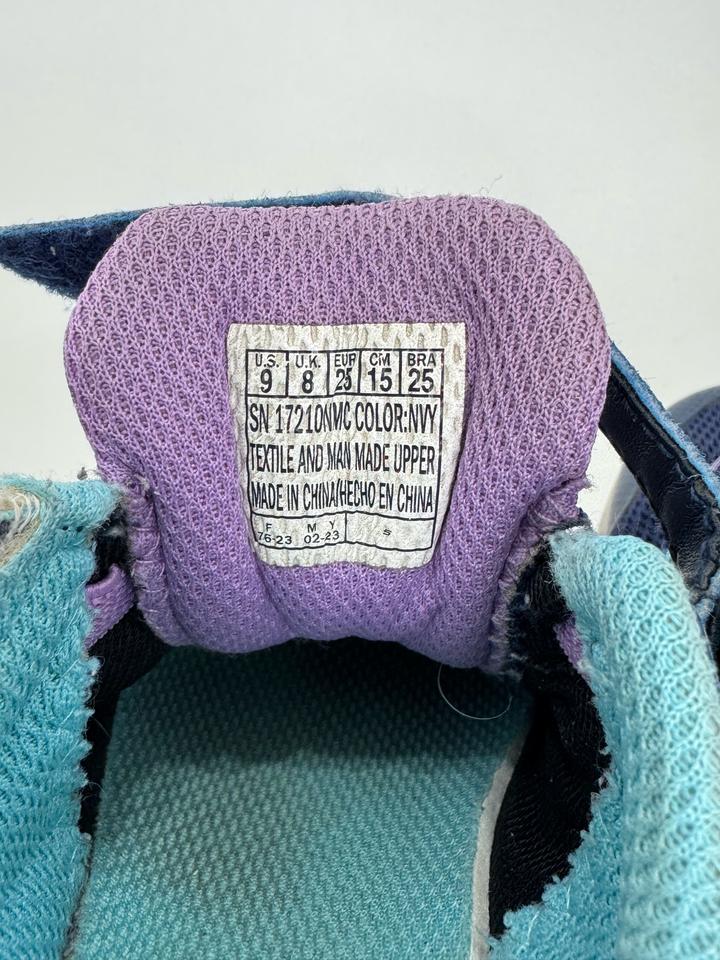 U.S. U.K. EUR CM BRA
9 8 25 15 25
SN 17210NMC COLOR:NVY
TEXTILE AND MAN MADE UPPER
MADE IN CHINA/HECHO EN CHINA
F M Y
76-23 02-23 S